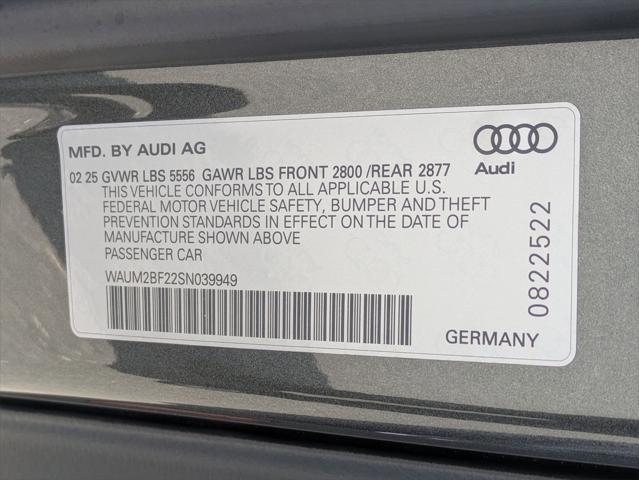 MFD. BY AUDI AG
Audi
02 25 GVWR LBS 5556 GAWR LBS FRONT 2800 /REAR 2877
THIS VEHICLE CONFORMS TO ALL APPLICABLE U.S.
FEDERAL MOTOR VEHICLE SAFETY, BUMPER AND THEFT
PREVENTION STANDARDS IN EFFECT ON THE DATE OF
MANUFACTURE SHOWN ABOVE
PASSENGER CAR
WAUM2BF22SN039949
GERMANY
0822522